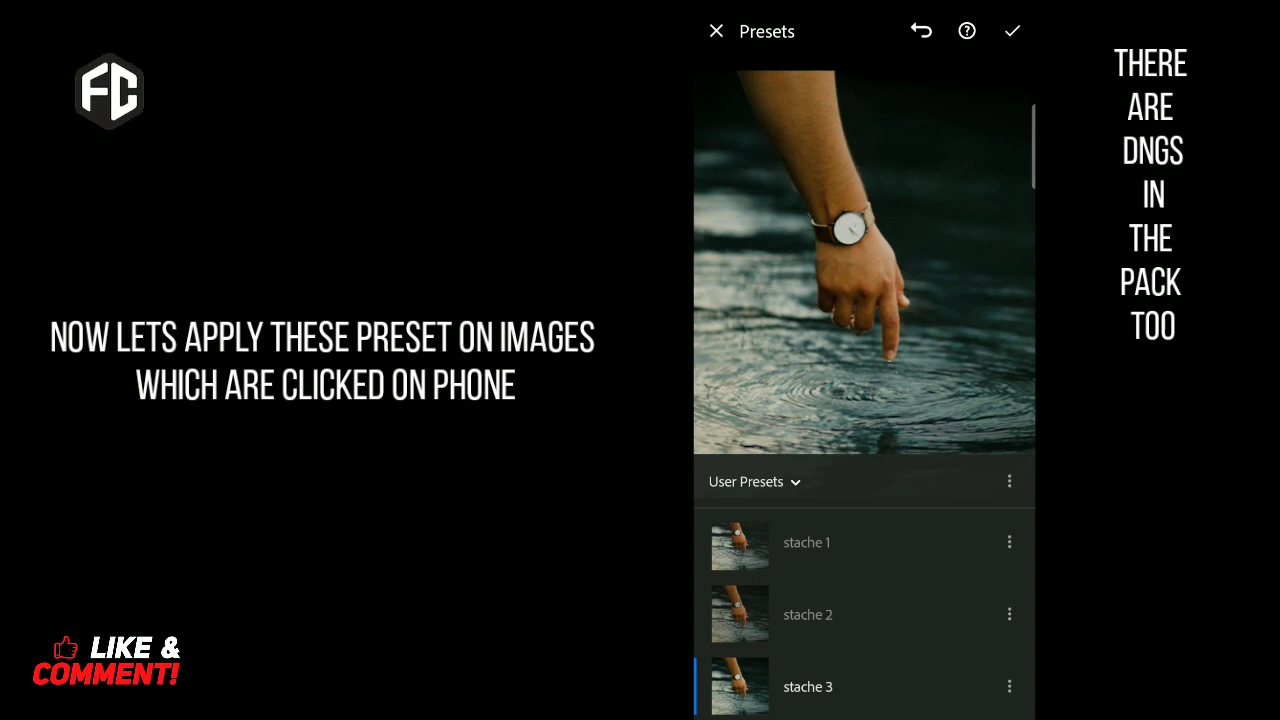 FC
NOW LETS APPLY THESE PRESET ON IMAGES
WHICH ARE CLICKED ON PHONE
LIKE &
COMMENT!
Presets
User Presets
stache 1
stache 2
stache 3
THERE
ARE
DNGS
IN
THE
PACK
TOO